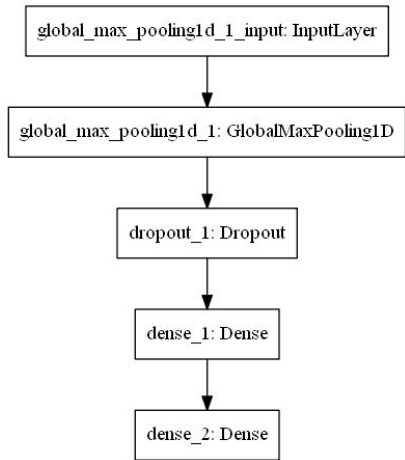 global_max_pooling1d_1_input: InputLayer
global_max_pooling1d_1: GlobalMaxPooling1D
dropout_1: Dropout
dense_1: Dense
dense_2: Dense